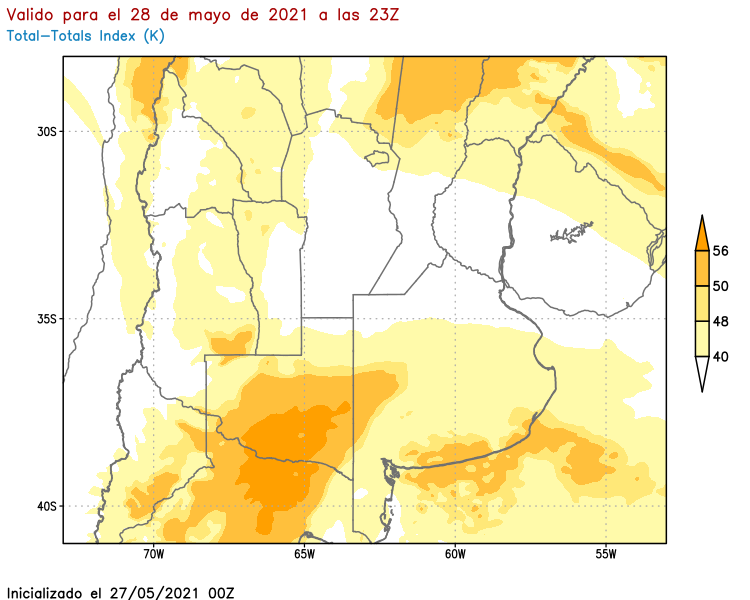 Valido para el 28 de mayo de 2021 a las 23Z
Total-Totals Index (K)
30S
35S
40S
70W
65W
60W
55W
56
50
48
40
Inicializado el 27/05/2021 00Z